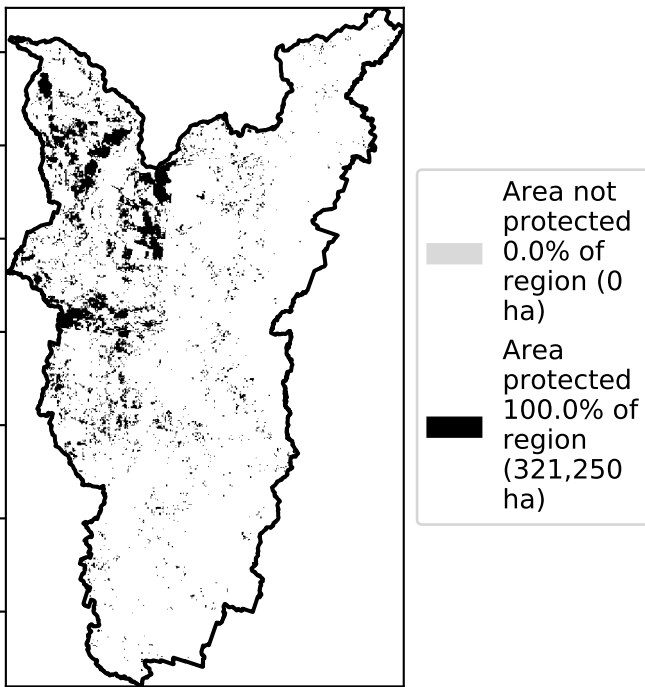 Area not
protected
0.0% of
region (0
ha)
Area
protected
100.0% of
region
(321,250
ha)